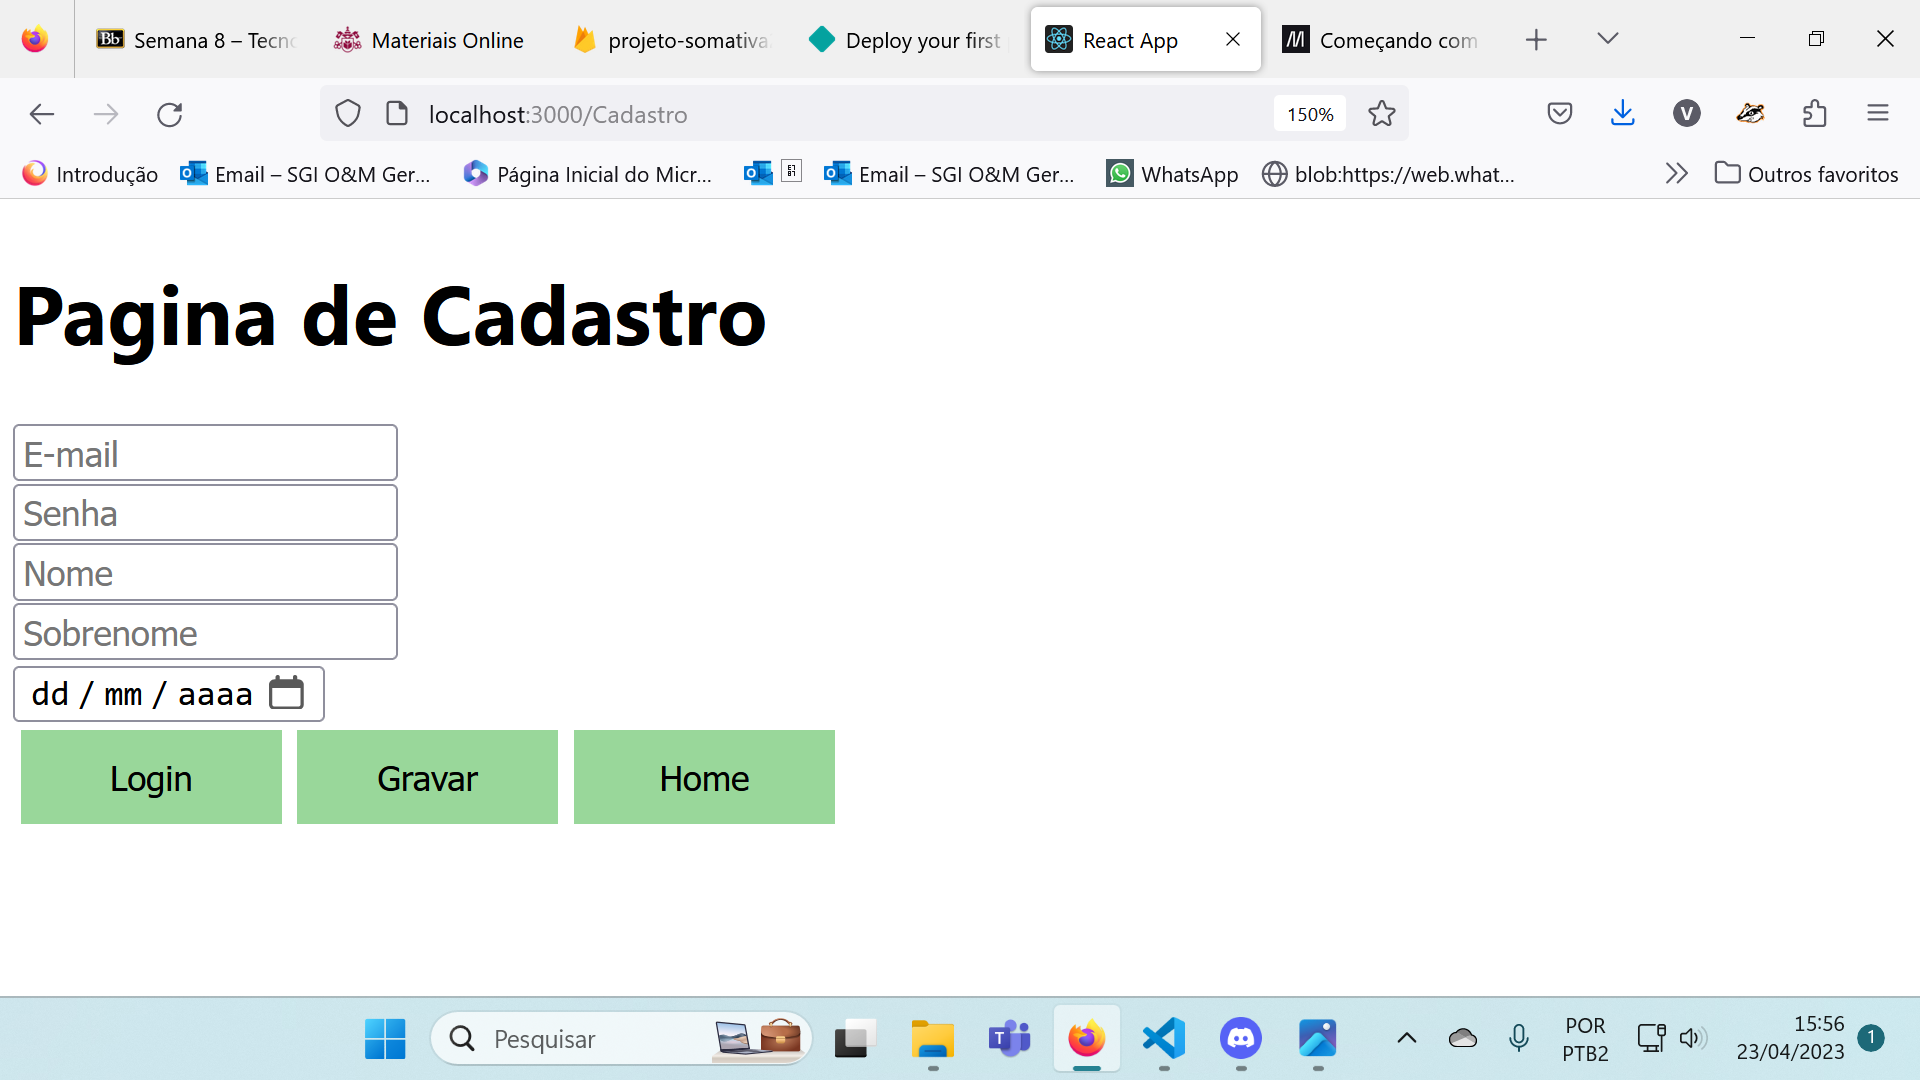 Bb Semana 8 – Tecno
Materiais Online
projeto-somativa
Deploy your first
React App
Começando com
localhost:3000/Cadastro
150%
V
Introdução
Email – SGI O&M Ger...
Página Inicial do Micr...
Email – SGI O&M Ger...
WhatsApp
blob:https://web.what...
Outros favoritos
Pagina de Cadastro
E-mail
Senha
Nome
Sobrenome
dd / mm / aaaa
Login
Gravar
Home
Pesquisar
POR
PTB2
15:56
23/04/2023
1